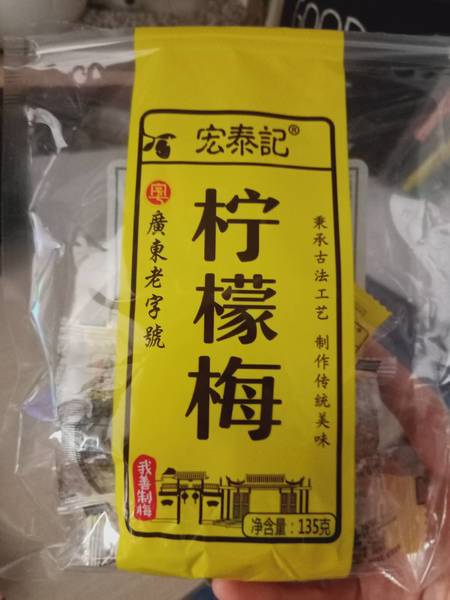 宏泰記®
粤
廣東老字號
柠檬梅
秉承古法工艺 制作传统美味
我善制梅
净含量：135克